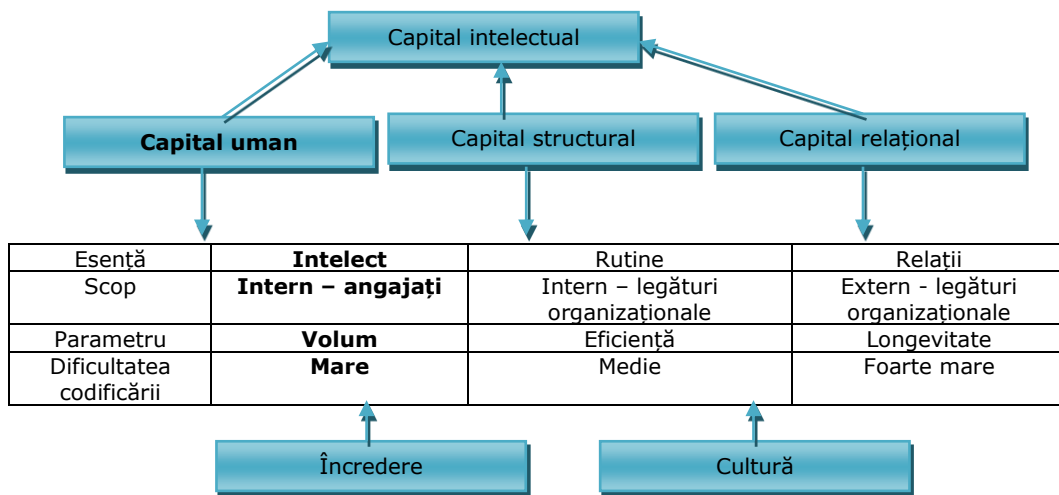 Capital intelectual
Capital uman
Capital structural
Capital relațional
Esență
Intelect
Rutine
Relații
Scop
Intern – angajați
Intern – legături
organizaționale
Extern - legături
organizaționale
Parametru
Volum
Eficiență
Longevitate
Dificultatea
codificării
Mare
Medie
Foarte mare
Încredere
Cultură